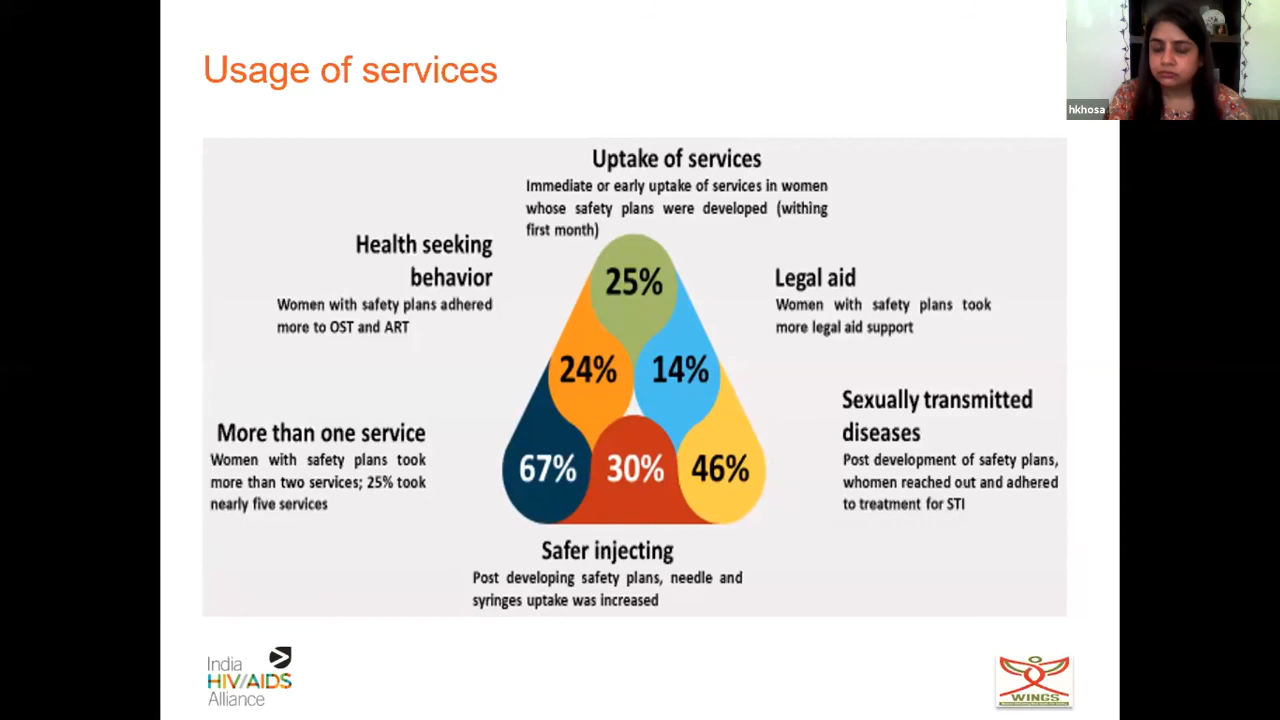 Usage of services
hkhosa
Uptake of services
Immediate or early uptake of services in women
whose safety plans were developed (withing
first month)
Health seeking
behavior
Women with safety plans adhered
more to OST and ART
25%
Legal aid
Women with safety plans took
more legal aid support
24%
14%
More than one service
Women with safety plans took
more than two services; 25% took
nearly five services
67%
30%
46%
Sexually transmitted
diseases
Post development of safety plans,
whomen reached out and adhered
to treatment for STI
Safer injecting
Post developing safety plans, needle and
syringes uptake was increased
India
HIV/AIDS
Alliance
WINGS